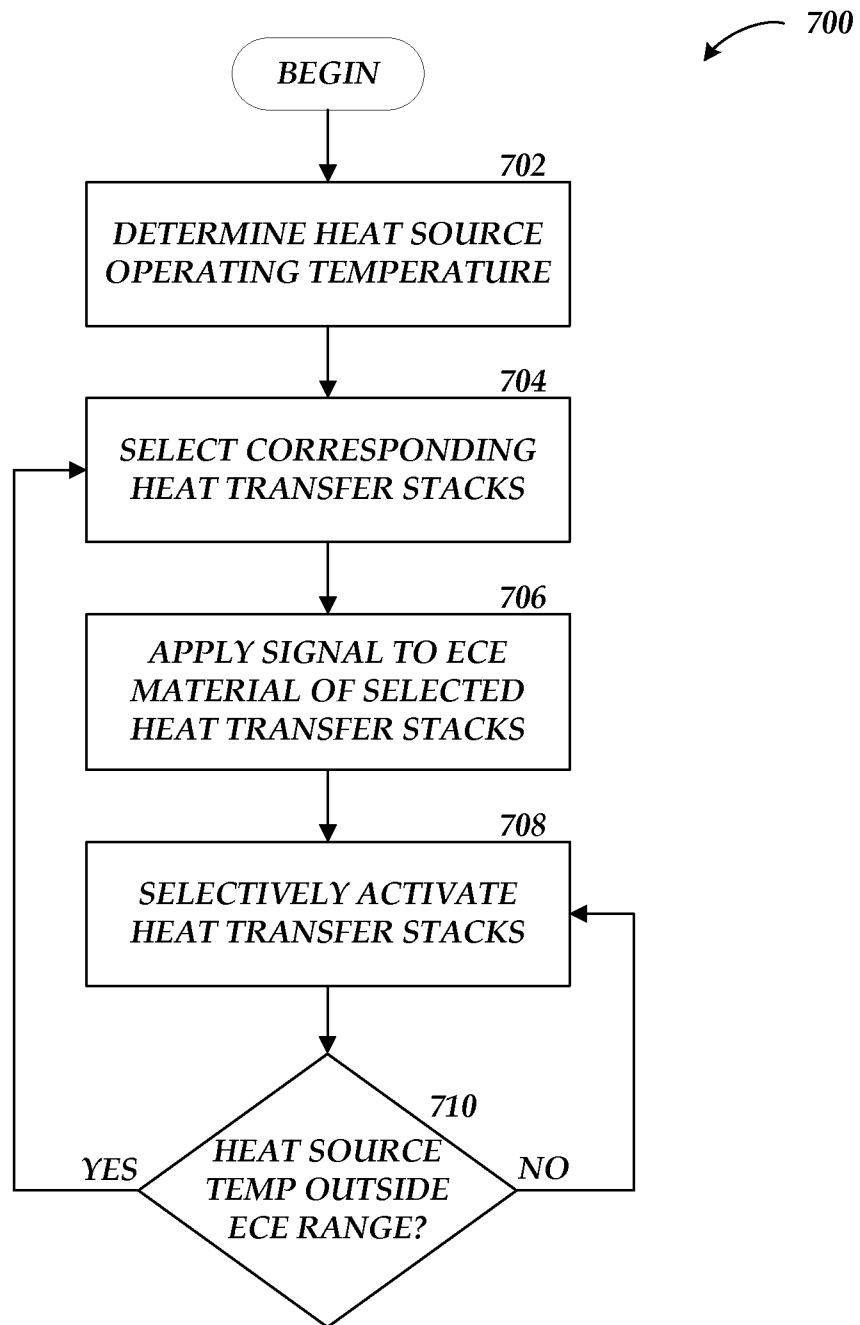 700
BEGIN
702
DETERMINE HEAT SOURCE
OPERATING TEMPERATURE
704
SELECT CORRESPONDING
HEAT TRANSFER STACKS
706
APPLY SIGNAL TO ECE
MATERIAL OF SELECTED
HEAT TRANSFER STACKS
708
SELECTIVELY ACTIVATE
HEAT TRANSFER STACKS
710
YES
HEAT SOURCE
TEMP OUTSIDE
ECE RANGE?
NO